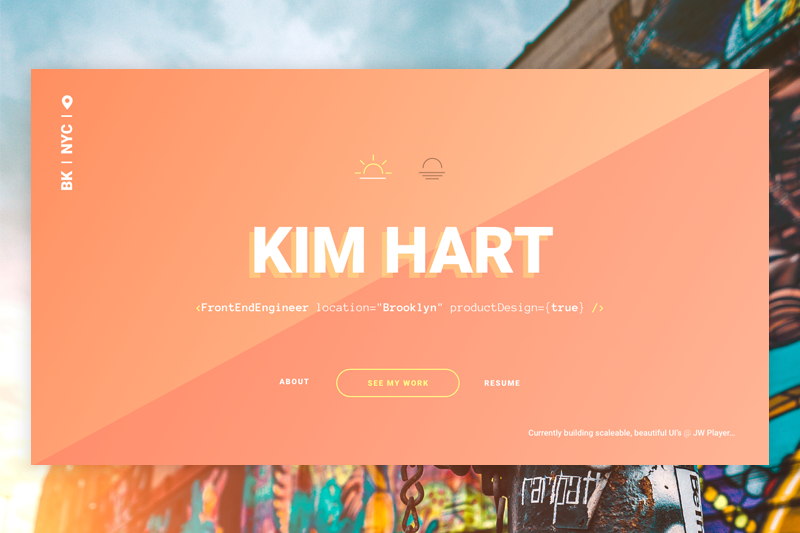 BK | NYC |
KIM HART
<FrontEndEngineer location="Brooklyn" productDesign={true} />
ABOUT
SEE MY WORK
RESUME
Currently building scaleable, beautiful UI's @ JW Player...